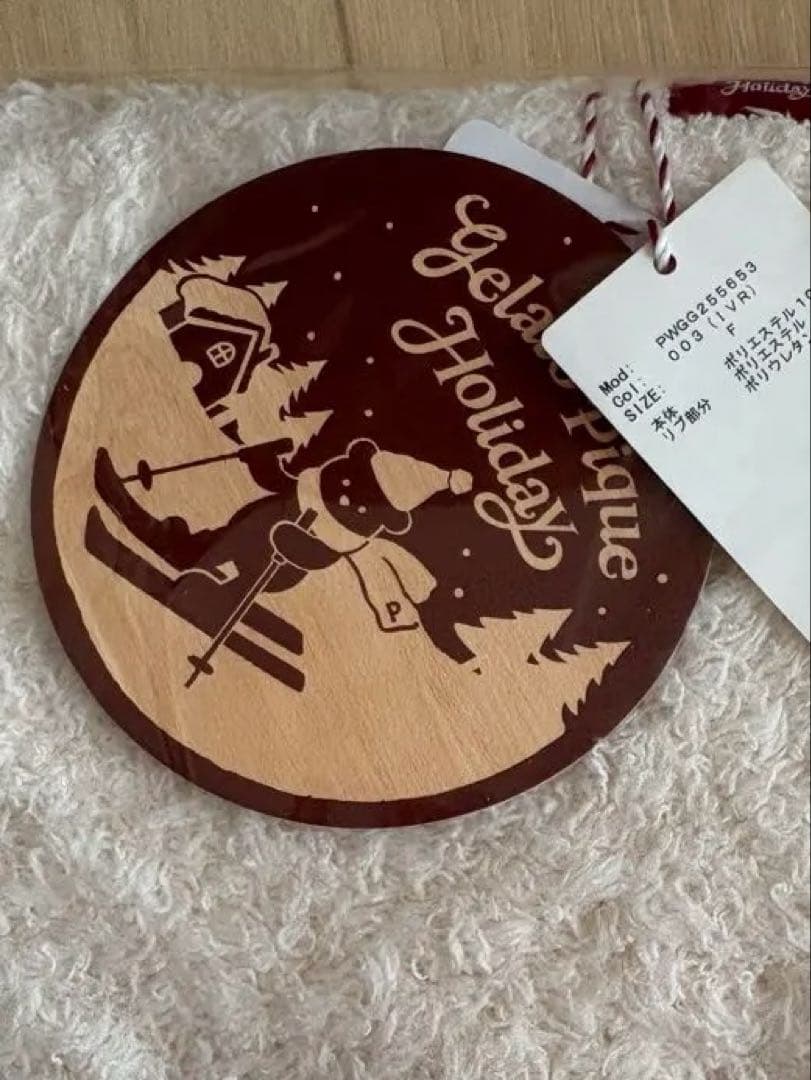 Holiday
Gelato Pique
Holiday
P
Mod: PWGG255653
Col: 003 (IVR)
SIZE: F
本体 ポリエステル 10
リブ部分 ポリエステル
ポリウレタン